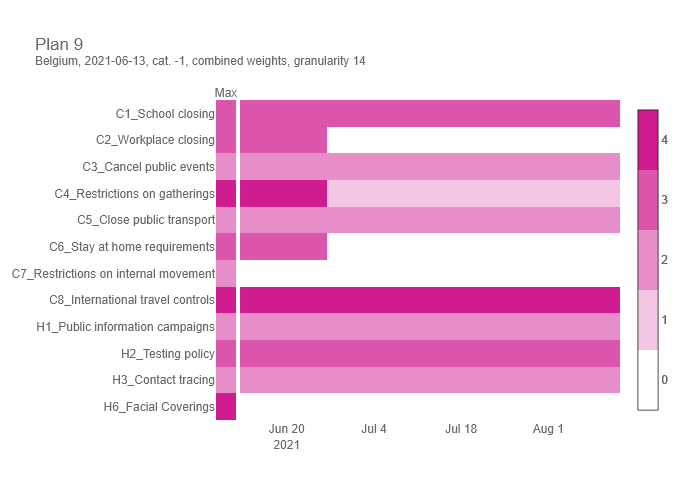 Plan 9
Belgium, 2021-06-13, cat. -1, combined weights, granularity 14
Max
C1_School closing
C2_Workplace closing
C3_Cancel public events
C4_Restrictions on gatherings
C5_Close public transport
C6_Stay at home requirements
C7_Restrictions on internal movement
C8_International travel controls
H1_Public information campaigns
H2_Testing policy
H3_Contact tracing
H6_Facial Coverings
Jun 20
2021
Jul 4
Jul 18
Aug 1
4
3
2
1
0